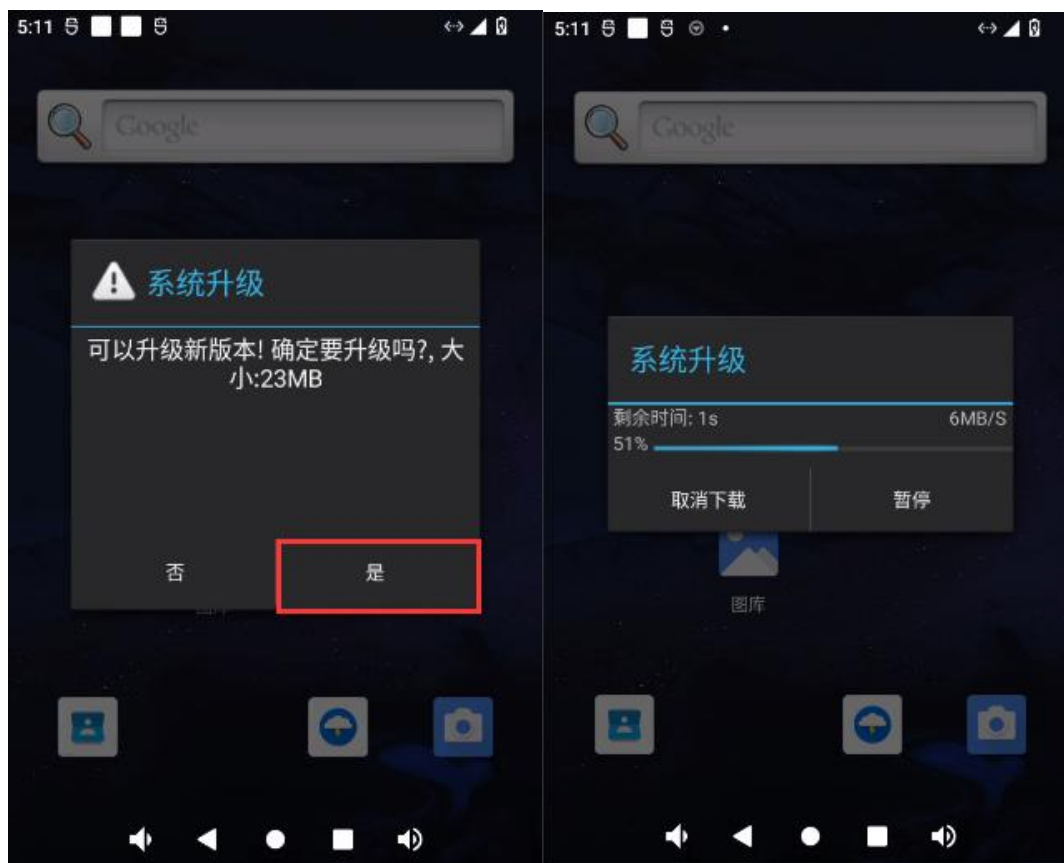 5:11
Google
系统升级
可以升级新版本! 确定要升级吗?, 大
小:23MB
否
是
5:11
Google
系统升级
剩余时间: 1s
6MB/S
51%
取消下载
暂停
图库